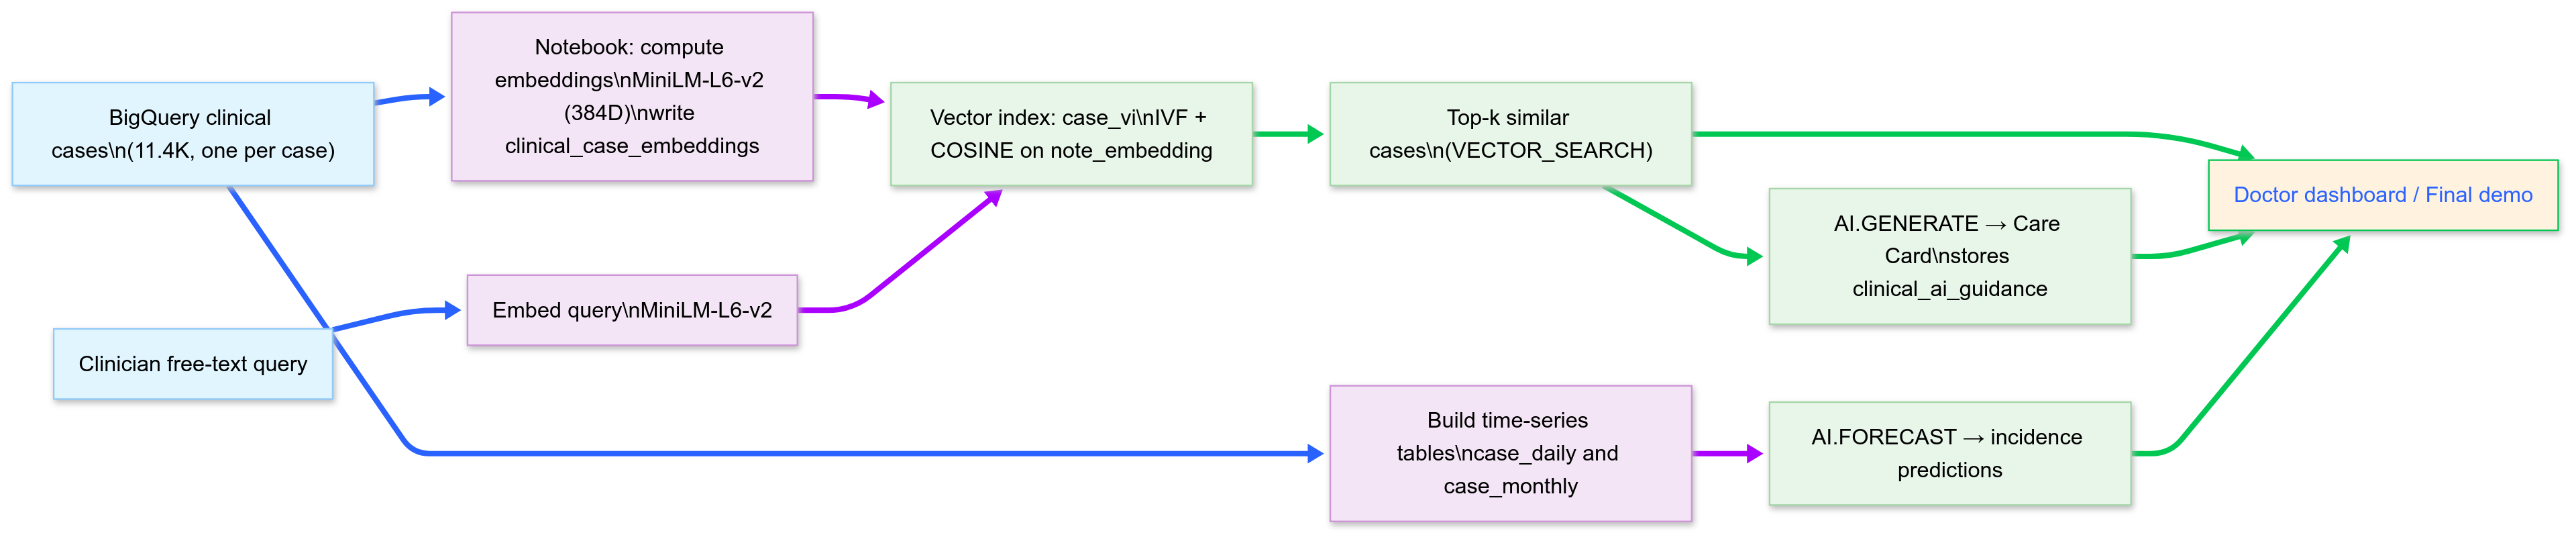 BigQuery clinical
cases\n(11.4K, one per case)
Notebook: compute
embeddings\nMiniLM-L6-v2
(384D)\nwrite
clinical_case_embeddings
Vector index: case_vi\nIVF +
COSINE on note_embedding
Top-k similar
cases\n(VECTOR_SEARCH)
Doctor dashboard / Final demo
AI.GENERATE → Care
Card\nstores
clinical_ai_guidance
Embed query\nMiniLM-L6-v2
Clinician free-text query
Build time-series
tables\ncase_daily and
case_monthly
AI.FORECAST → incidence
predictions